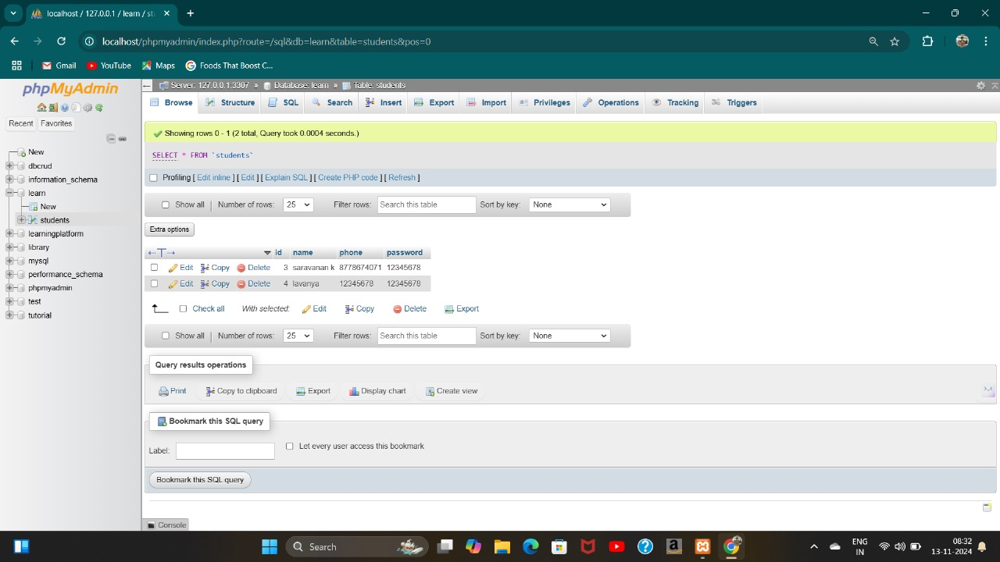 localhost / 127.0.0.1 / learn / st
localhost/phpmyadmin/index.php?route=/sql&db=learn&table=students&pos=0
Gmail YouTube Maps Foods That Boost C...
phpMyAdmin
Recent Favorites
New
dbcrud
information_schema
learn
New
students
learningplatform
library
mysql
performance_schema
phpmyadmin
test
tutorial
Server: 127.0.0.1:3307 » Database: learn » Table: students
Browse Structure SQL Search Insert Export Import Privileges Operations Tracking Triggers
Showing rows 0 - 1 (2 total, Query took 0.0004 seconds.)
SELECT * FROM `students`
Profiling [ Edit inline ] [ Edit ] [ Explain SQL ] [ Create PHP code ] [ Refresh ]
Show all | Number of rows: 25 Filter rows: Search this table Sort by key: None
Extra options
←T→ id name phone password
Edit Copy Delete 3 saravanan k 8778674071 12345678
Edit Copy Delete 4 lavanya 12345678 12345678
Check all With selected: Edit Copy Delete Export
Show all | Number of rows: 25 Filter rows: Search this table Sort by key: None
Query results operations
Print Copy to clipboard Export Display chart Create view
Bookmark this SQL query
Label: Let every user access this bookmark
Bookmark this SQL query
Console
Search
ENG
IN
08:32
13-11-2024